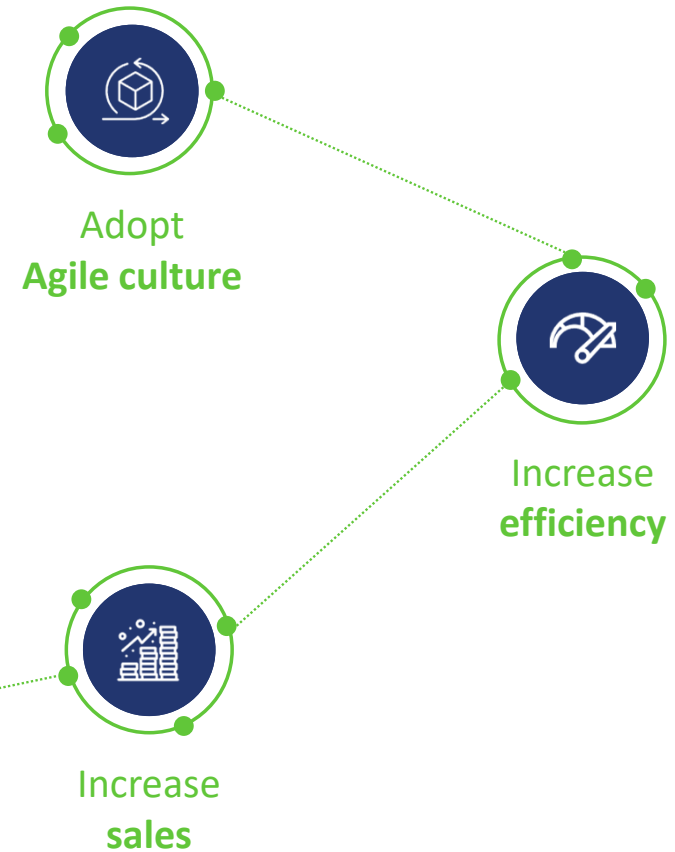 Adopt
Agile culture
Increase
efficiency
Increase
sales